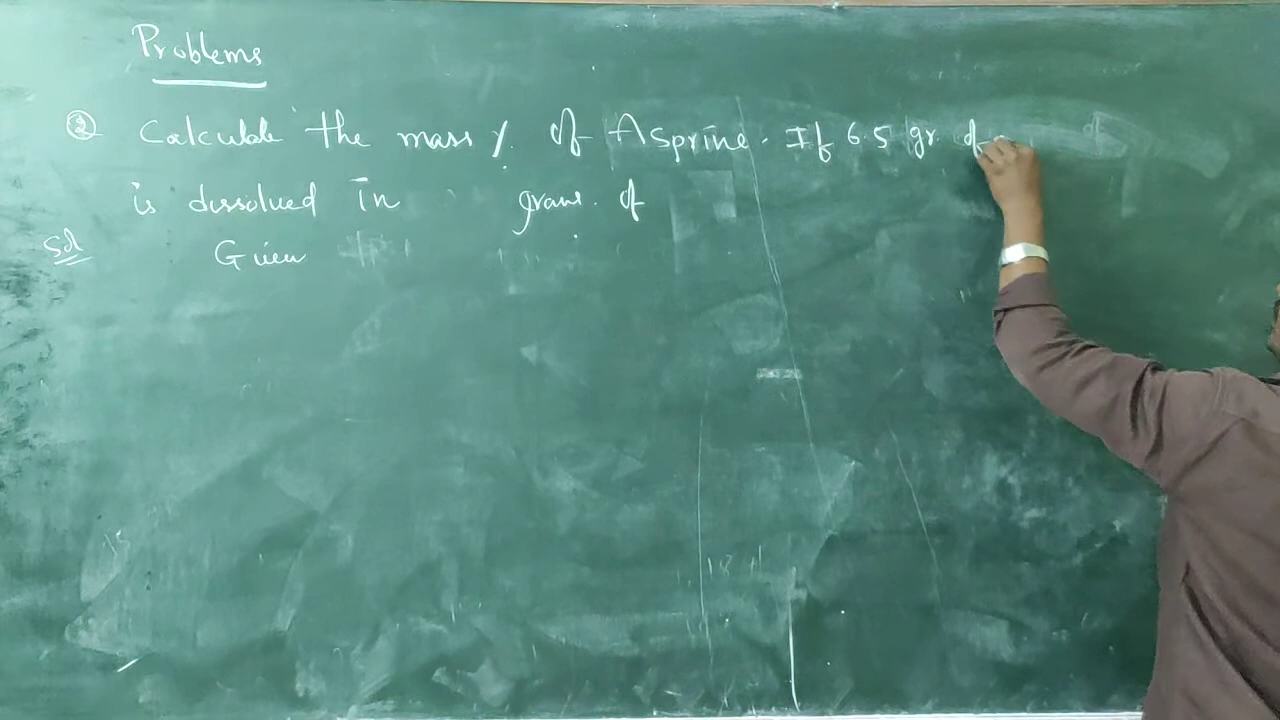 Problems
② Calculate the mass %. of Asprine. If 6.5 gr. of
is dissolved in grams. of
Sol Given